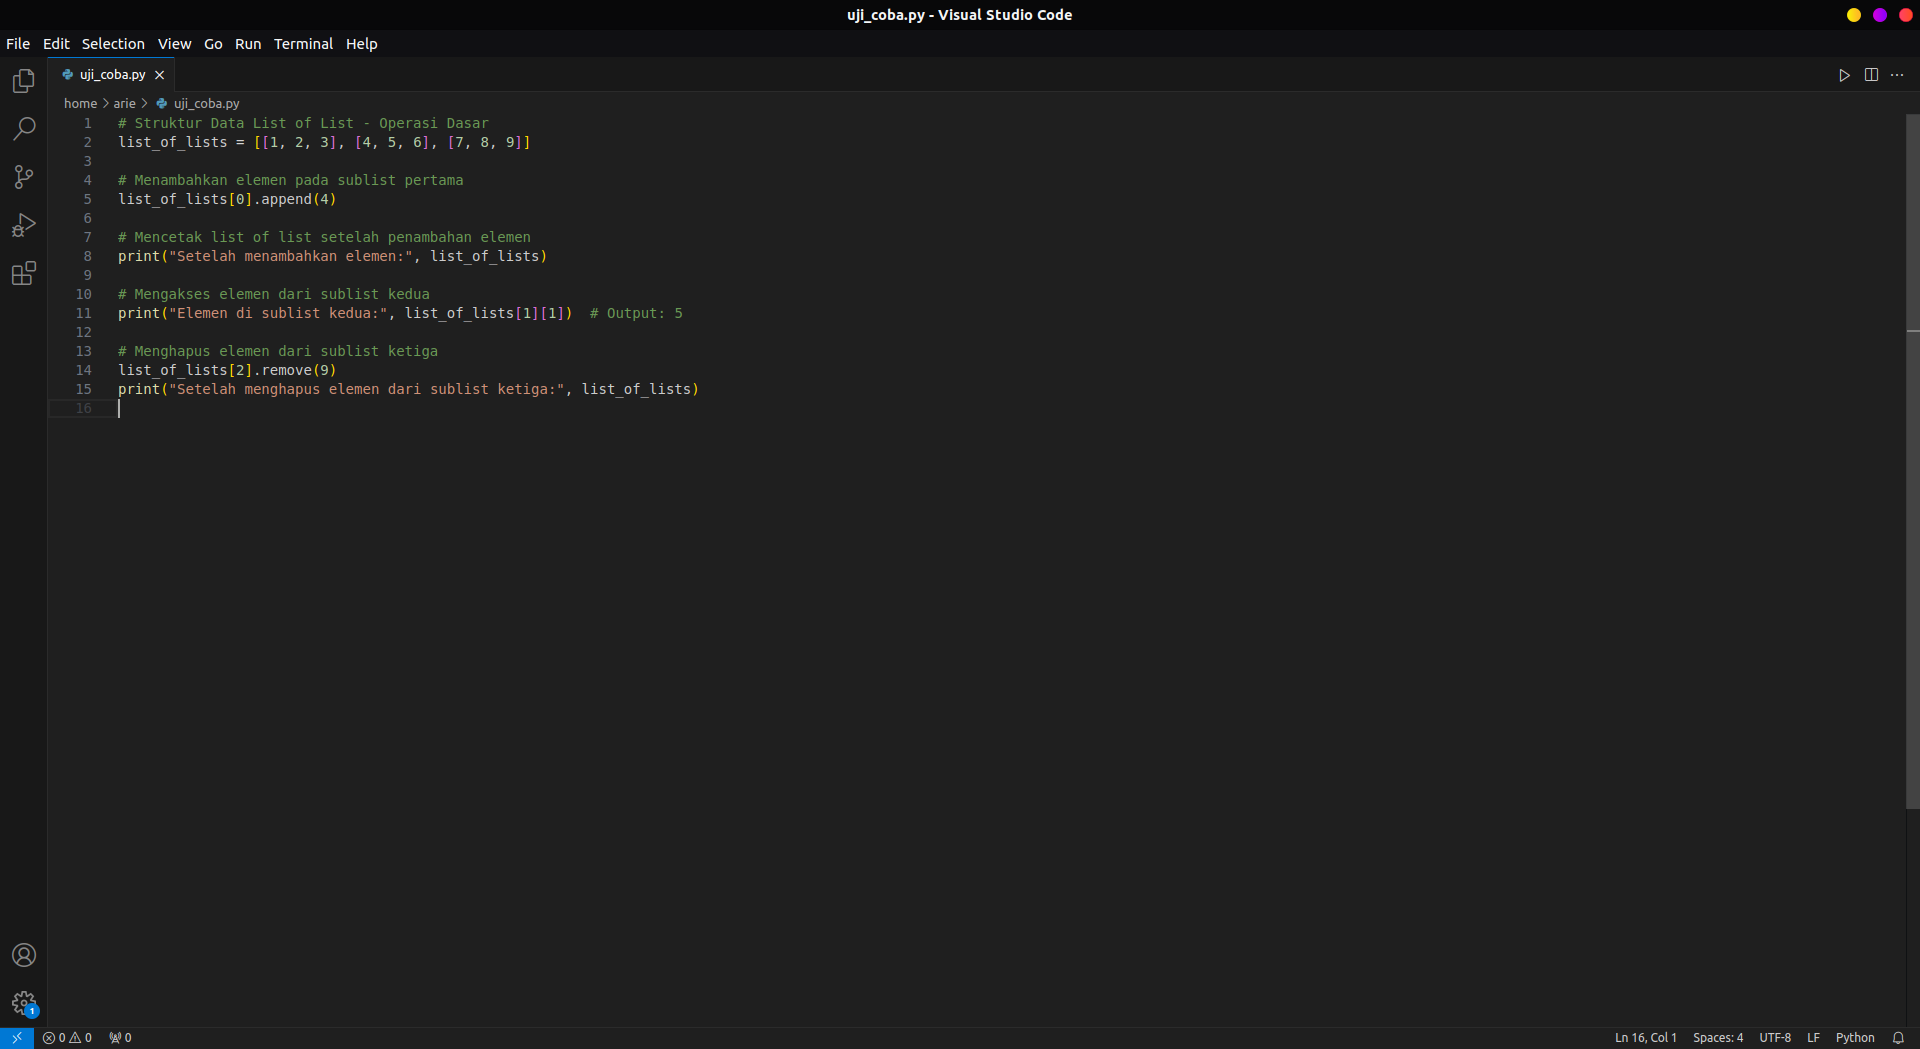 uji_coba.py - Visual Studio Code
File Edit Selection View Go Run Terminal Help
uji_coba.py
home > arie > uji_coba.py
1 # Struktur Data List of List - Operasi Dasar
2 list_of_lists = [[1, 2, 3], [4, 5, 6], [7, 8, 9]]
3
4 # Menambahkan elemen pada sublist pertama
5 list_of_lists[0].append(4)
6
7 # Mencetak list of list setelah penambahan elemen
8 print("Setelah menambahkan elemen:", list_of_lists)
9
10 # Mengakses elemen dari sublist kedua
11 print("Elemen di sublist kedua:", list_of_lists[1][1])  # Output: 5
12
13 # Menghapus elemen dari sublist ketiga
14 list_of_lists[2].remove(9)
15 print("Setelah menghapus elemen dari sublist ketiga:", list_of_lists)
16
1
0 0 0 Ln 16, Col 1 Spaces: 4 UTF-8 LF Python